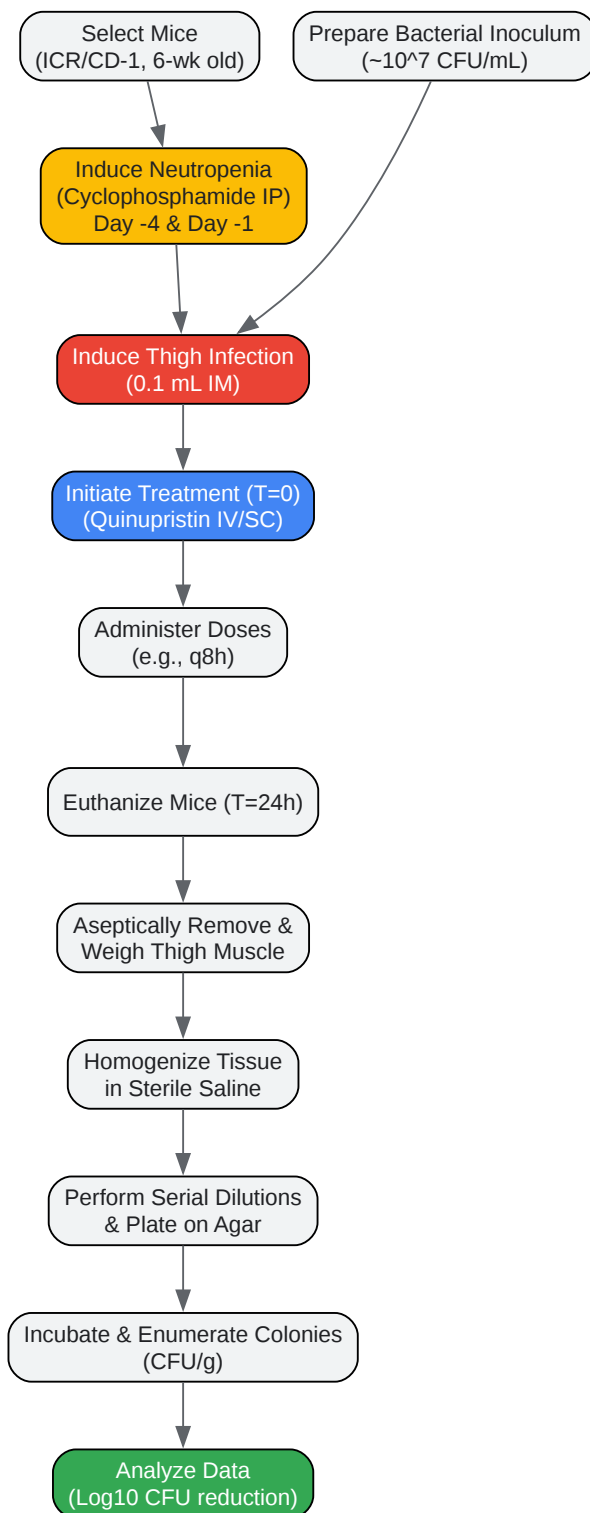 Select Mice
(ICR/CD-1, 6-wk old)
Prepare Bacterial Inoculum
(~10^7 CFU/mL)
Induce Neutropenia
(Cyclophosphamide IP)
Day -4 & Day -1
Induce Thigh Infection
(0.1 mL IM)
Initiate Treatment (T=0)
(Quinupristin IV/SC)
Administer Doses
(e.g., q8h)
Euthanize Mice (T=24h)
Aseptically Remove &
Weigh Thigh Muscle
Homogenize Tissue
in Sterile Saline
Perform Serial Dilutions
& Plate on Agar
Incubate & Enumerate Colonies
(CFU/g)
Analyze Data
(Log10 CFU reduction)